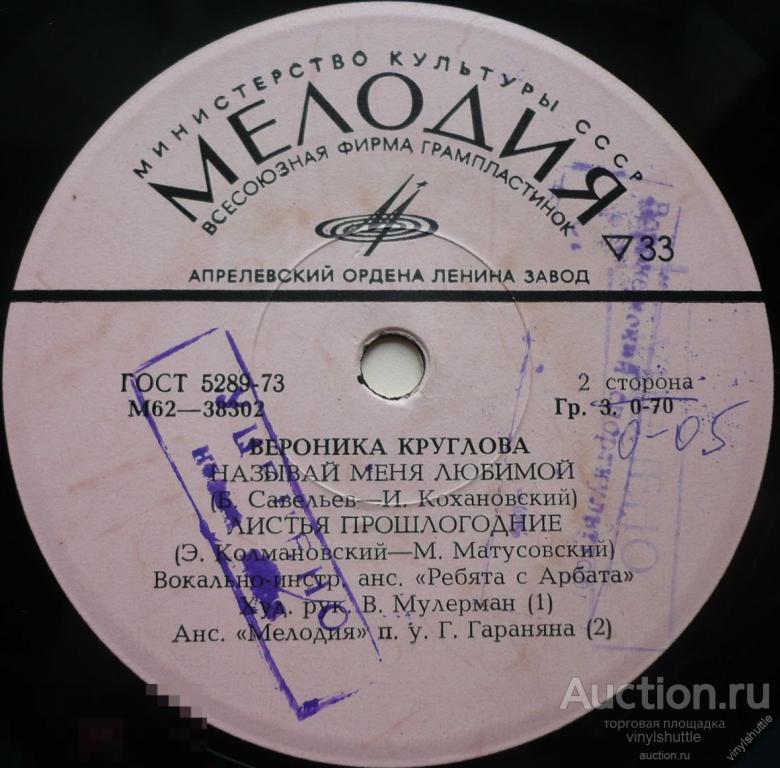 МИНИСТЕРСТВО КУЛЬТУРЫ СССР
МЕЛОДИЯ
ВСЕСОЮЗНАЯ ФИРМА ГРАМПЛАСТИНОК
33
АПРЕЛЕВСКИЙ ОРДЕНА ЛЕНИНА ЗАВОД
ГОСТ 5289-73
М62—38302
2 сторона
Гр. 3. 0-70
0-05
ВЕРОНИКА КРУГЛОВА
НАЗЫВАЙ МЕНЯ ЛЮБИМОЙ
(Б. Савельев—И. Кохановский)
ЛИСТЬЯ ПРОШЛОГОДНИЕ
(Э. Колмановский—М. Матусовский)
Вокально-инстр. анс. «Ребята с Арбата»
Худ. рук. В. Мулерман (1)
Анс. «Мелодия» п. у. Г. Гараняна (2)
УЦЕНЕНО
Auction.ru
торговая площадка
vinylshuttle
auction.ru
vinylshuttle